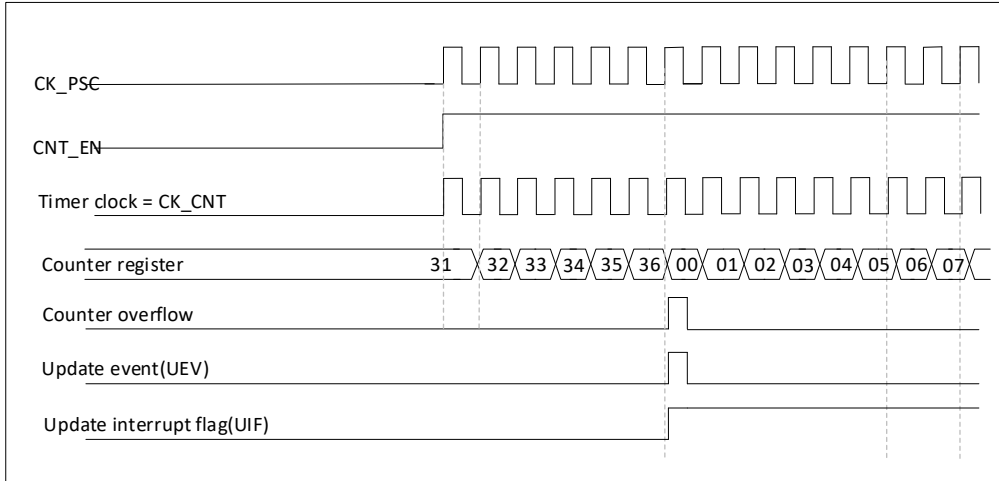 CK_PSC
CNT_EN
Timer clock = CK_CNT
Counter register 31 32 33 34 35 36 00 01 02 03 04 05 06 07
Counter overflow
Update event(UEV)
Update interrupt flag(UIF)